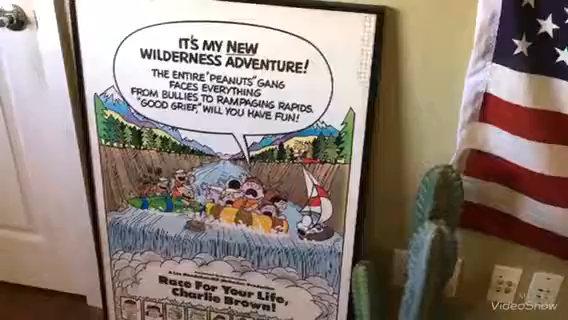 IT'S MY NEW
WILDERNESS ADVENTURE!
THE ENTIRE "PEANUTS" GANG
FACES EVERYTHING
FROM BULLIES TO RAMPAGING RAPIDS.
"GOOD GRIEF," WILL YOU HAVE FUN!
Race For Your Life,
Charlie Brown!
VideoShow